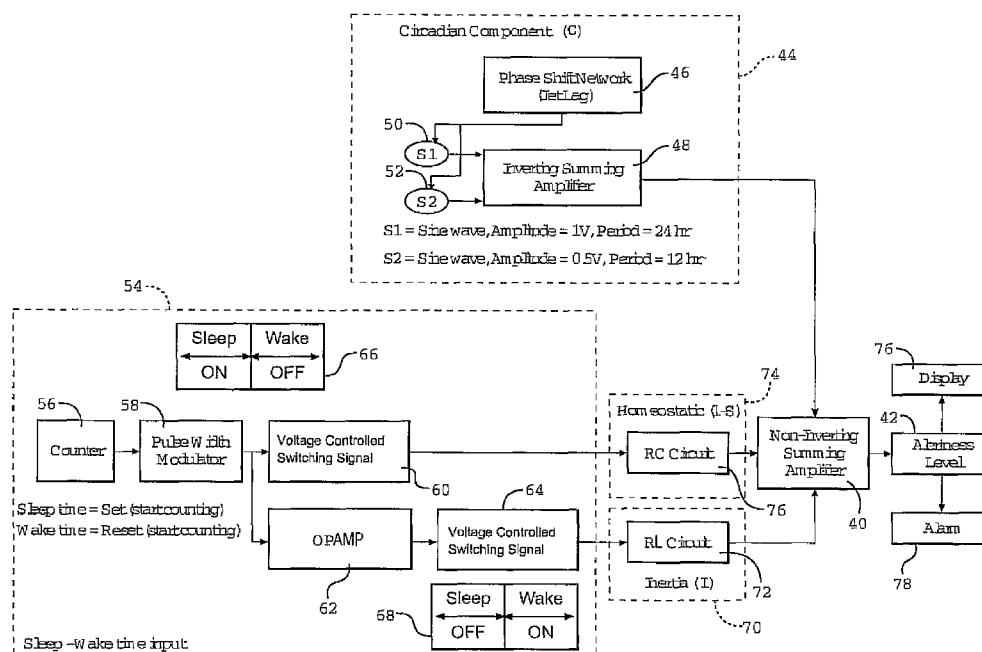 Circadian Component (C)
44
Phase Shift Network
(Jet Lag)
46
50
S1
52
S2
Inverting Summing
Amplifier
48
S1 = Sine wave, Amplitude = 1V, Period = 24 hr
S2 = Sine wave, Amplitude = 0.5V, Period = 12 hr
54
Sleep Wake
ON OFF
66
56
Counter
58
Pulse Width
Modulator
Voltage Controlled
Switching Signal
60
Sleep time = Set (start counting)
Wake time = Reset (start counting)
OPAMP
62
64
Voltage Controlled
Switching Signal
68
Sleep Wake
OFF ON
Sleep-Wake time input
74
Homeostatic (1-S)
RC Circuit
76
RL Circuit
72
Inertia (I)
70
Non-Inverting
Summing
Amplifier
40
76
Display
42
Alertness
Level
Alarm
78